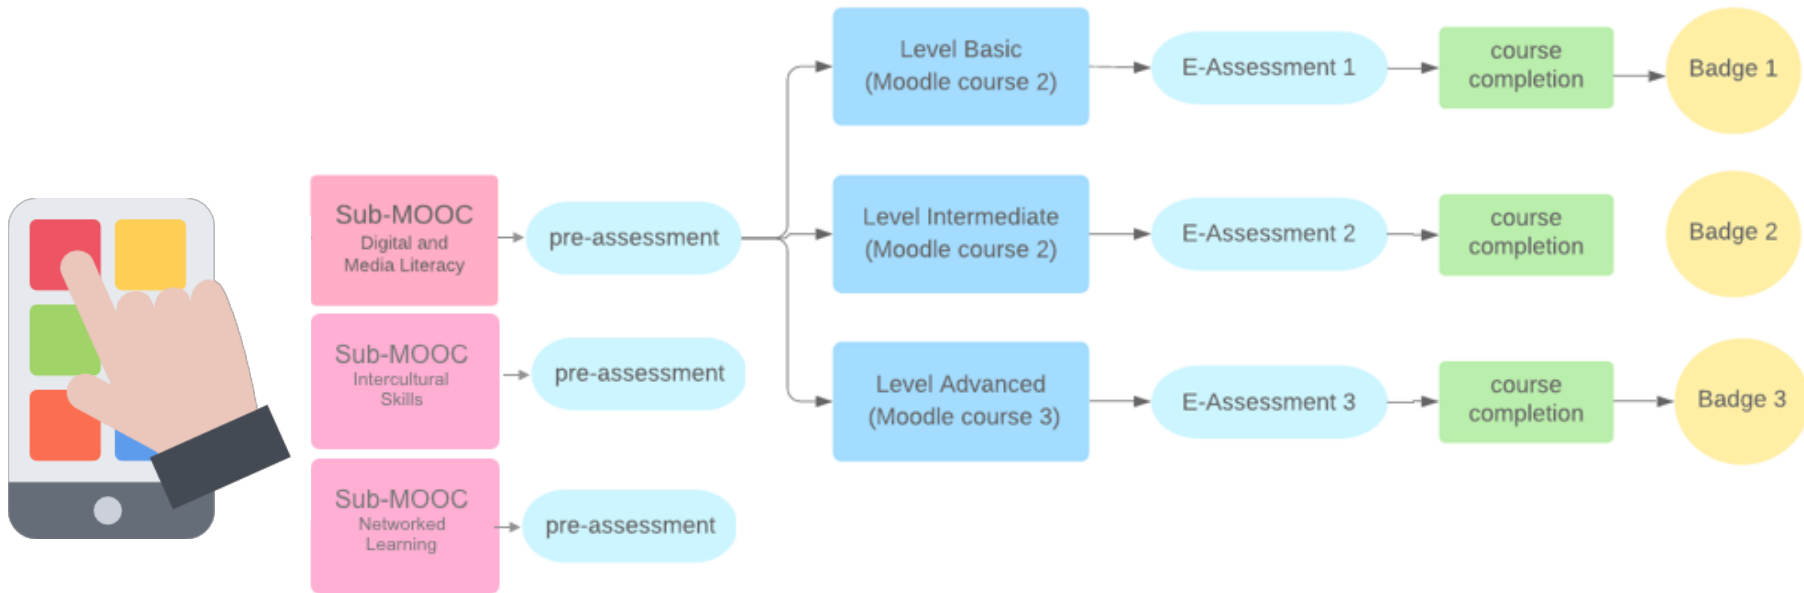 Level Basic
(Moodle course 2)
E-Assessment 1
course
completion
Badge 1
Sub-MOOC
Digital and
Media Literacy
pre-assessment
Level Intermediate
(Moodle course 2)
E-Assessment 2
course
completion
Badge 2
Sub-MOOC
Intercultural
Skills
pre-assessment
Level Advanced
(Moodle course 3)
E-Assessment 3
course
completion
Badge 3
Sub-MOOC
Networked
Learning
pre-assessment